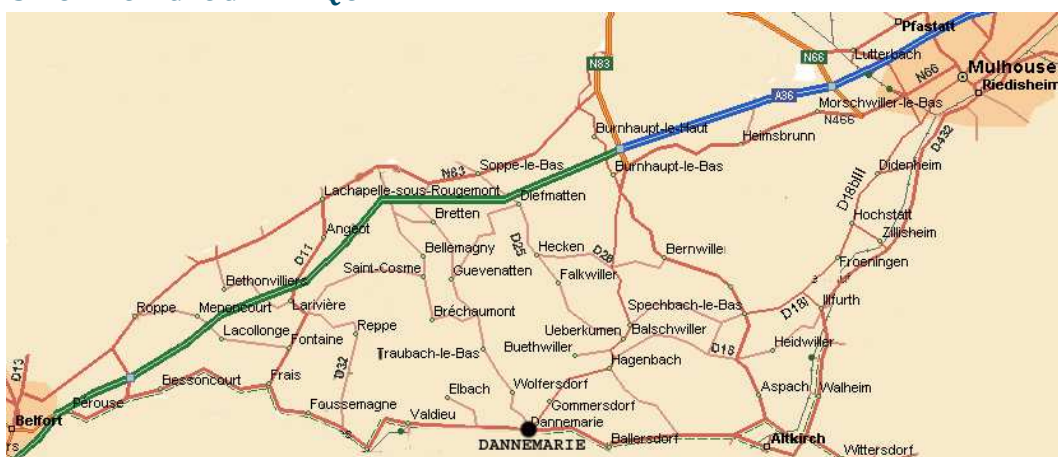 Pfastatt
N66
Lutterbach
N83
N66
Mulhouse
Riedisheim
A36
Morschwiller-le-Bas
N466
Burnhaupt-le-Haut
Heimsbrunn
D432
Soppe-le-Bas
Burnhaupt-le-Bas
Didenheim
N83
Lachapelle-sous-Rougemont
Diefmatten
D18bIII
Bretten
Hochstatt
Angeot
Zillisheim
D25
Bellemagny
Hecken
Bernwiller
D11
D26
Saint-Cosme
Guevenatten
Falkwiller
Froeningen
Bethonvilliers
Larivière
Spechbach-le-Bas
Illfurth
Roppe
Menoncourt
Bréchaumont
D18I
Lacollonge
Reppe
Ueberkumen
Balschwiller
Fontaine
Traubach-le-Bas
Buethwiller
D18
Heidwiller
D13
D32
Hagenbach
Bessoncourt
Frais
Elbach
Wolfersdorf
Aspach
Walheim
Perouse
Foussemagne
Gommersdorf
Belfort
Valdieu
Dannemarie
DANNEMARIE
Ballersdorf
Altkirch
Wittersdorf